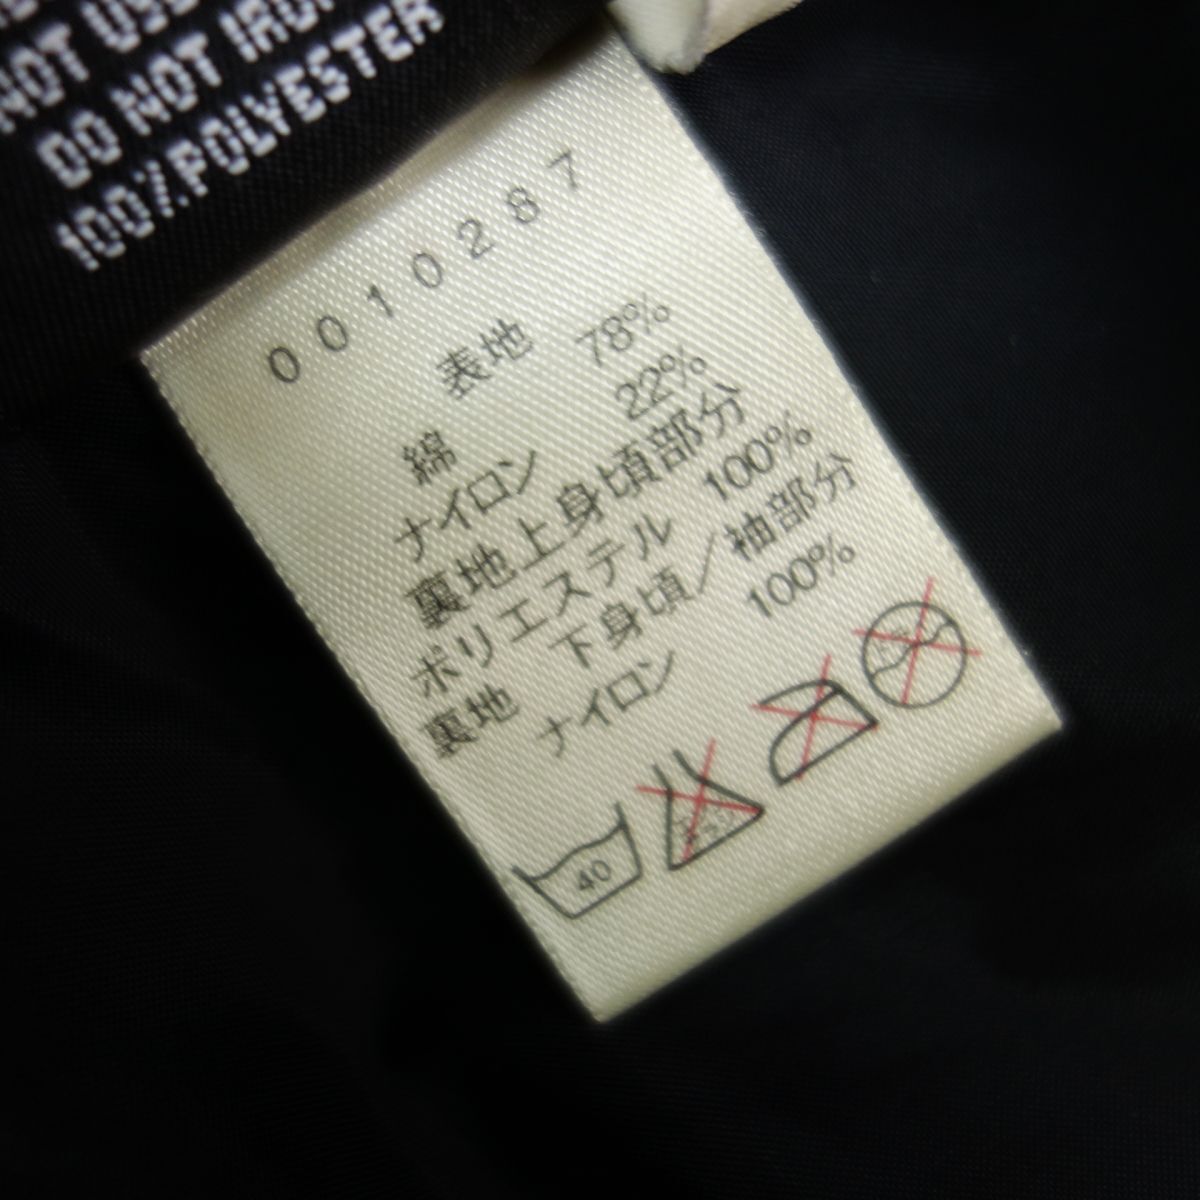 NOT USE
DO NOT IRON
100%POLYESTER
0010287
表地
綿 78%
ナイロン 22%
裏地上身頃部分
ポリエステル 100%
裏地 下身頃/袖部分
ナイロン 100%
40